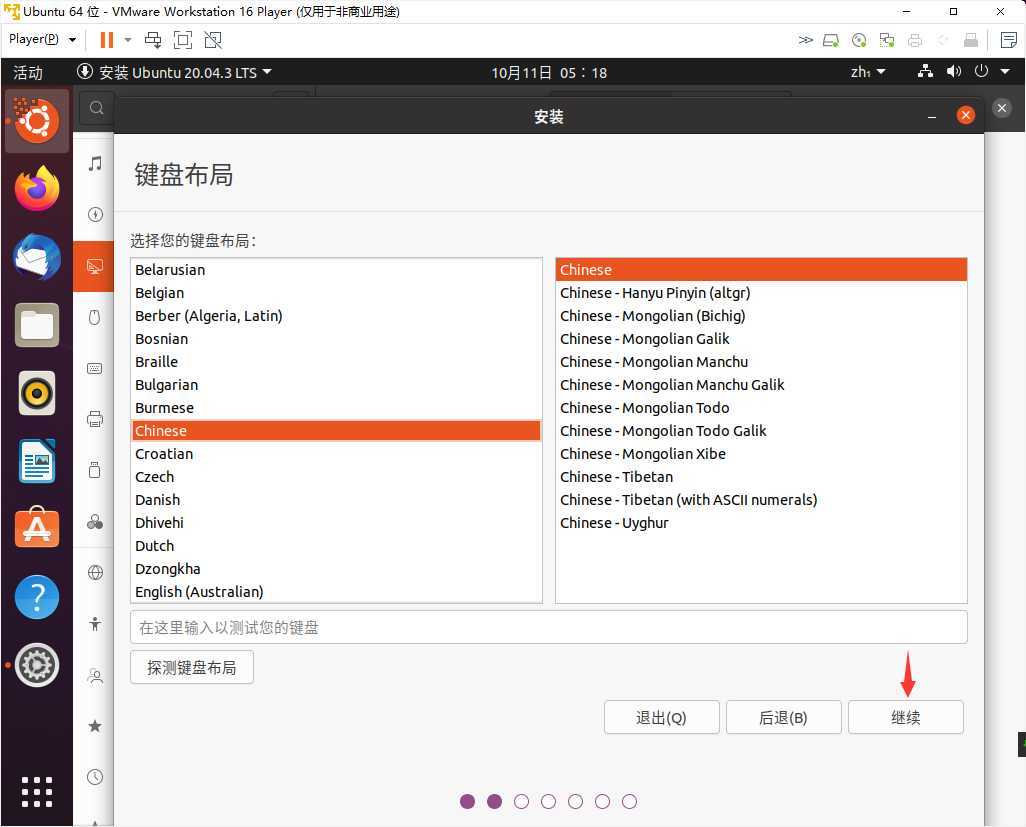 Ubuntu 64 位 - VMware Workstation 16 Player (仅用于非商业用途)
Player(P)
活动 安装 Ubuntu 20.04.3 LTS 10月11日 05：18 zh₁
安装
键盘布局
选择您的键盘布局：
Belarusian
Belgian
Berber (Algeria, Latin)
Bosnian
Braille
Bulgarian
Burmese
Chinese
Croatian
Czech
Danish
Dhivehi
Dutch
Dzongkha
English (Australian)
Chinese
Chinese - Hanyu Pinyin (altgr)
Chinese - Mongolian (Bichig)
Chinese - Mongolian Galik
Chinese - Mongolian Manchu
Chinese - Mongolian Manchu Galik
Chinese - Mongolian Todo
Chinese - Mongolian Todo Galik
Chinese - Mongolian Xibe
Chinese - Tibetan
Chinese - Tibetan (with ASCII numerals)
Chinese - Uyghur
在这里输入以测试您的键盘
探测键盘布局
退出(Q) 后退(B) 继续